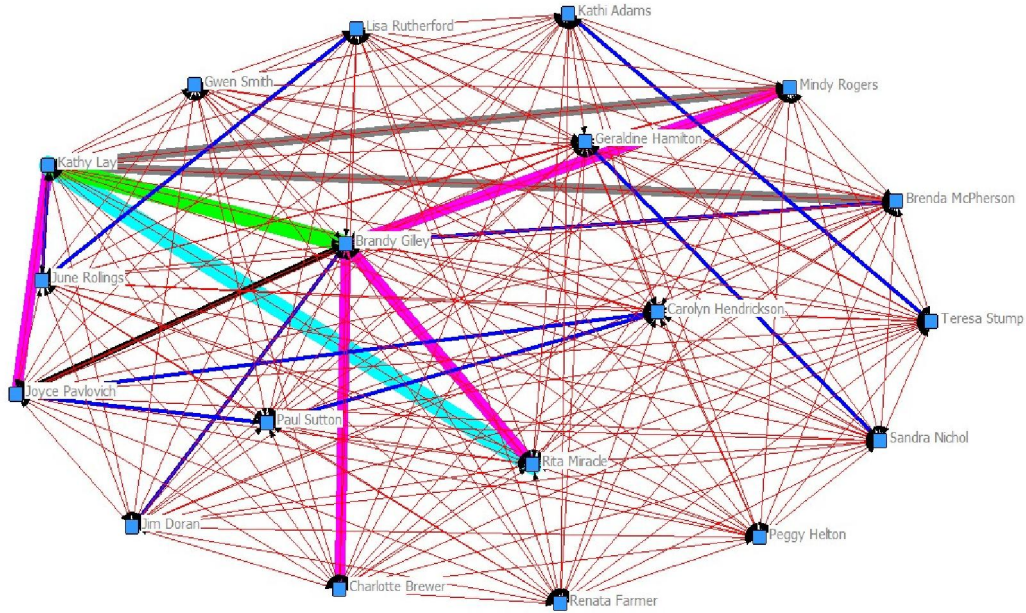 Kathi Adams
Lisa Rutherford
Gwen Smith
Mindy Rogers
Geraldine Hamilton
Kathy Lay
Brenda McPherson
Brandy Gilley
June Rolings
Carolyn Hendrickson
Teresa Stump
Joyce Pavlovich
Paul Sutton
Sandra Nichol
Rita Miracle
Jim Doran
Peggy Helton
Charlotte Brewer
Renata Farmer